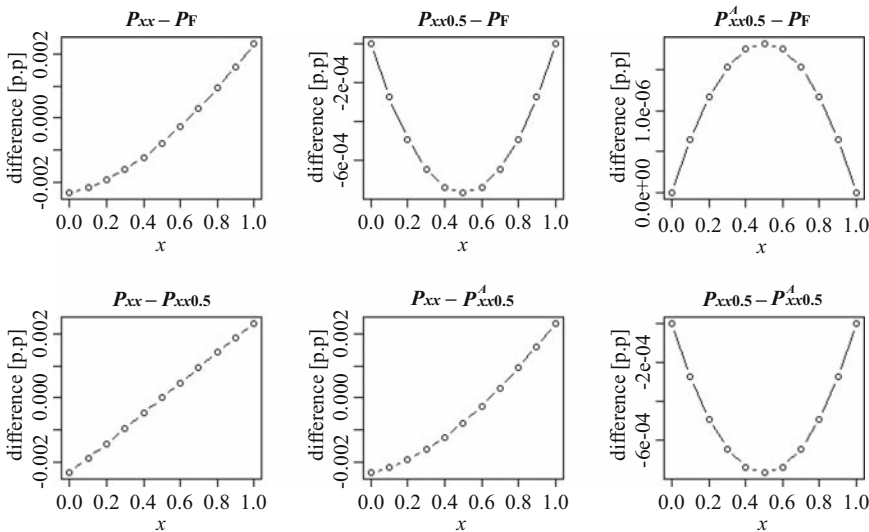 Pxx – PF
Pxx0.5 – PF
P^A_xx0.5 – PF
difference [p.p]
0.002
0.000
-0.002
0.0 0.2 0.4 0.6 0.8 1.0
x
difference [p.p]
-2e-04
-6e-04
0.0 0.2 0.4 0.6 0.8 1.0
x
difference [p.p]
1.0e-06
0.0e+00
0.0 0.2 0.4 0.6 0.8 1.0
x
Pxx – Pxx0.5
Pxx – P^A_xx0.5
Pxx0.5 – P^A_xx0.5
difference [p.p]
0.002
0.000
-0.002
0.0 0.2 0.4 0.6 0.8 1.0
x
difference [p.p]
0.002
0.000
-0.002
0.0 0.2 0.4 0.6 0.8 1.0
x
difference [p.p]
-2e-04
-6e-04
0.0 0.2 0.4 0.6 0.8 1.0
x